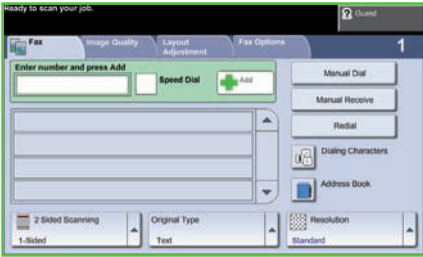 Ready to scan your job.
Guest
Fax
Image Quality
Layout
Adjustment
Fax Options
1
Enter number and press Add
Speed Dial
Add
Manual Dial
Manual Receive
Redial
Dialing Characters
Address Book
2 Sided Scanning
1-Sided
Original Type
Text
Resolution
Standard